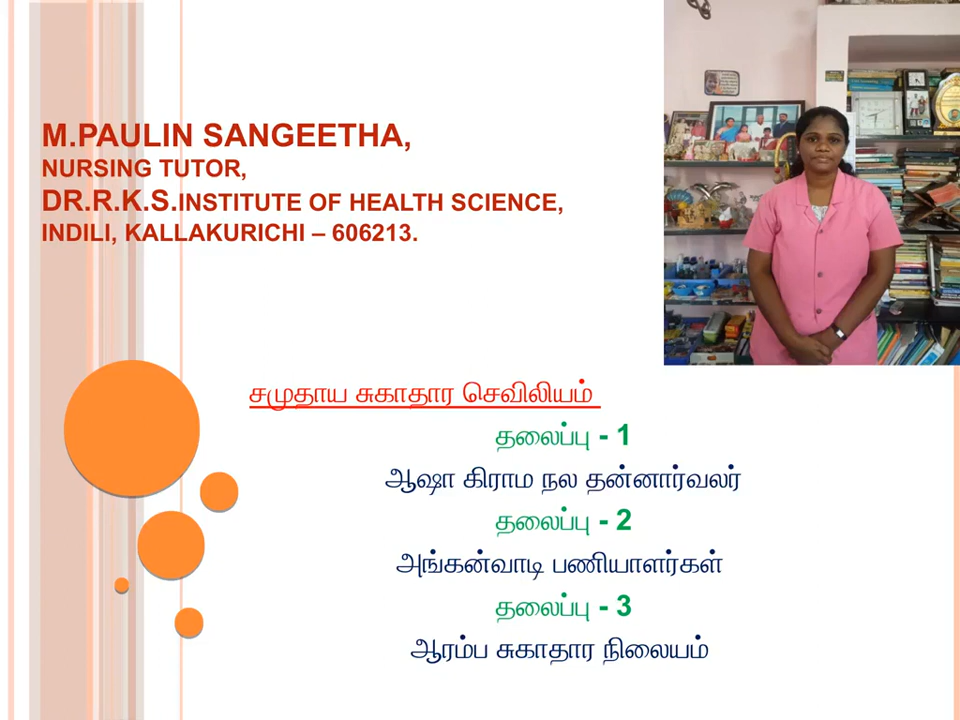 M.PAULIN SANGEETHA,
NURSING TUTOR,
DR.R.K.S.INSTITUTE OF HEALTH SCIENCE,
INDILI, KALLAKURICHI – 606213.
சமுதாய சுகாதார செவிலியம்
தலைப்பு - 1
ஆஷா கிராம நல தன்னார்வலர்
தலைப்பு - 2
அங்கன்வாடி பணியாளர்கள்
தலைப்பு - 3
ஆரம்ப சுகாதார நிலையம்